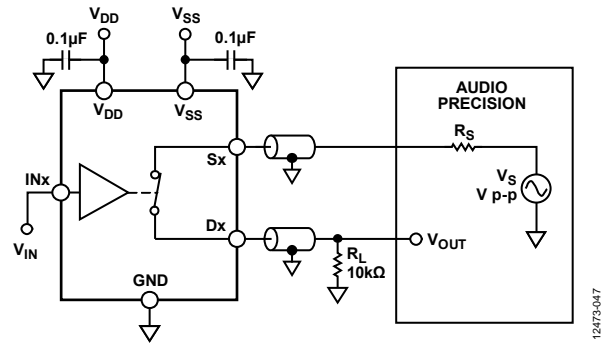 VDD
VSS
0.1µF
0.1µF
VDD
VSS
AUDIO
PRECISION
RS
Sx
VS
V p-p
INx
Dx
VOUT
VIN
RL
10kΩ
GND
12473-047